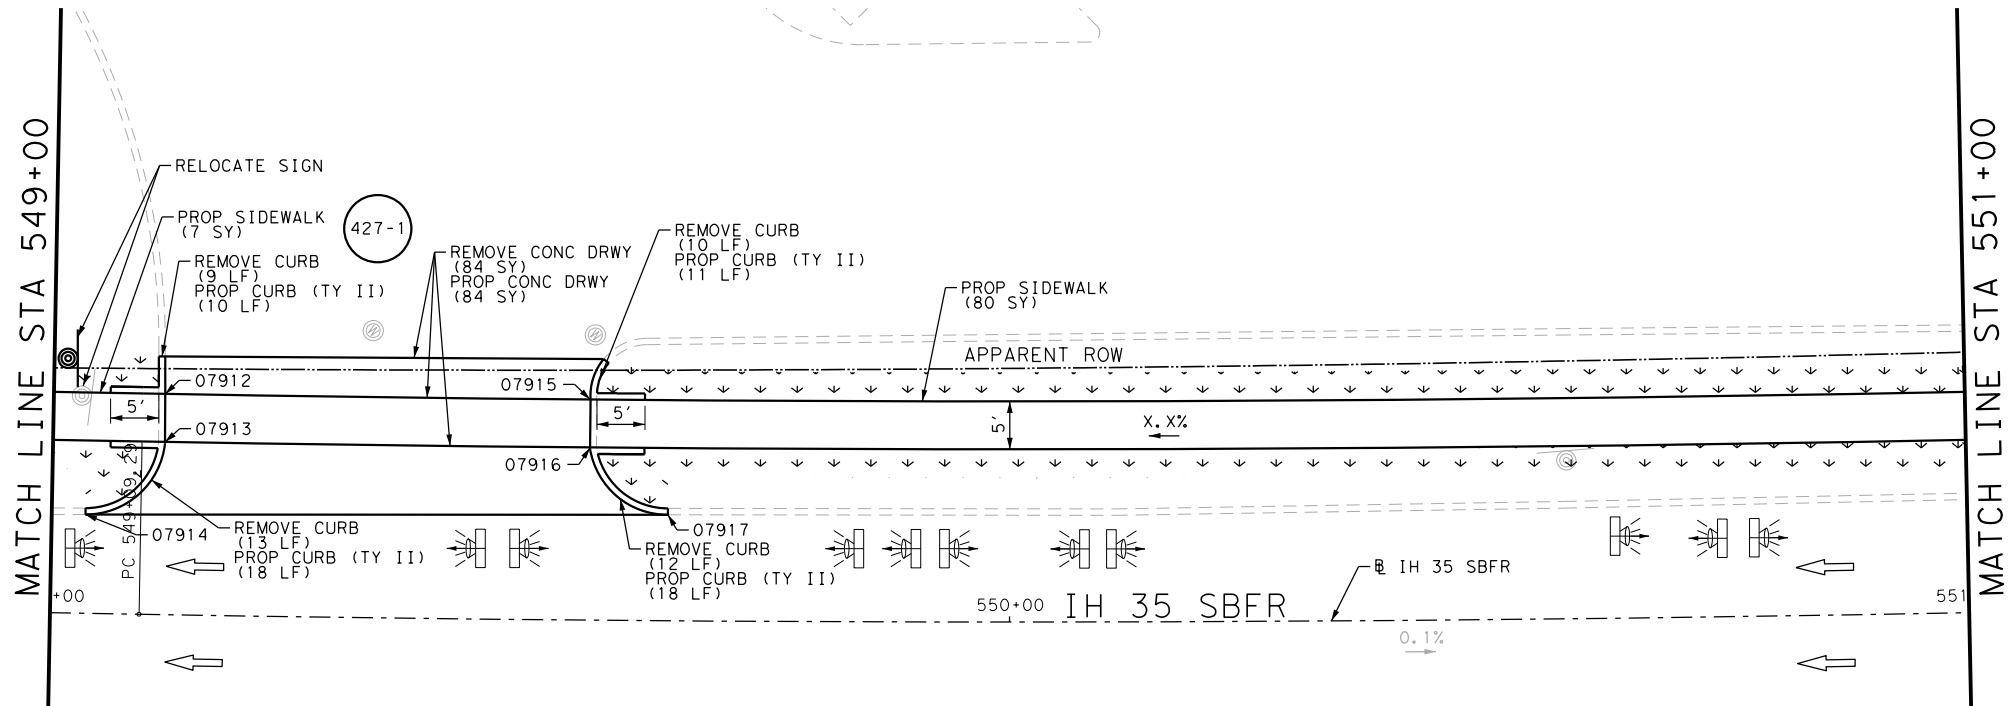 MATCH LINE STA 549+00
RELOCATE SIGN
PROP SIDEWALK
(7 SY)
427-1
REMOVE CURB
(9 LF)
PROP CURB (TY II)
(10 LF)
REMOVE CONC DRWY
(84 SY)
PROP CONC DRWY
(84 SY)
REMOVE CURB
(10 LF)
PROP CURB (TY II)
(11 LF)
PROP SIDEWALK
(80 SY)
APPARENT ROW
07912
07915
5'
5'
5'
X.X%
07913
07916
PC 549+09.29
07914
REMOVE CURB
(13 LF)
PROP CURB (TY II)
(18 LF)
07917
REMOVE CURB
(12 LF)
PROP CURB (TY II)
(18 LF)
BL IH 35 SBFR
+00
550+00
IH 35 SBFR
551
0.1%
MATCH LINE STA 551+00